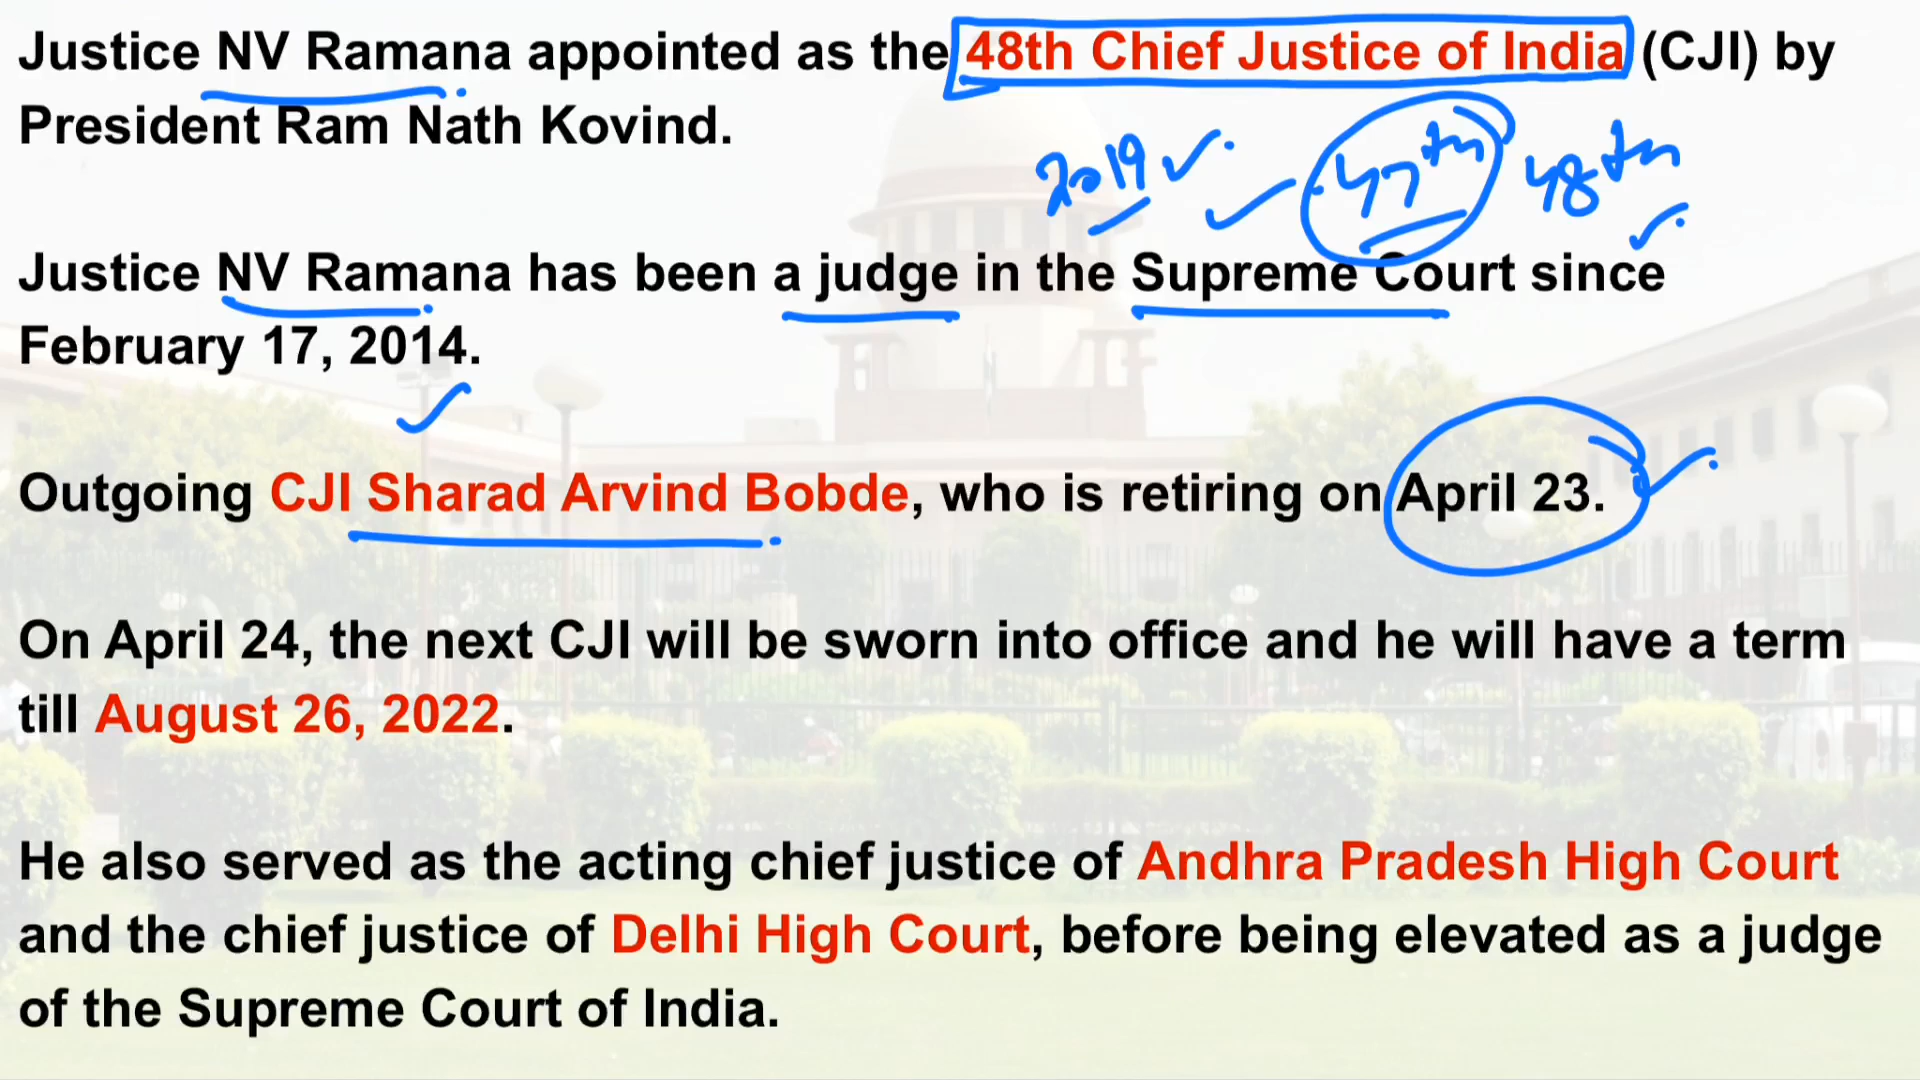 Justice NV Ramana appointed as the 48th Chief Justice of India (CJI) by
President Ram Nath Kovind.
2019 47th 48th
Justice NV Ramana has been a judge in the Supreme Court since
February 17, 2014.
Outgoing CJI Sharad Arvind Bobde, who is retiring on April 23.
On April 24, the next CJI will be sworn into office and he will have a term
till August 26, 2022.
He also served as the acting chief justice of Andhra Pradesh High Court
and the chief justice of Delhi High Court, before being elevated as a judge
of the Supreme Court of India.